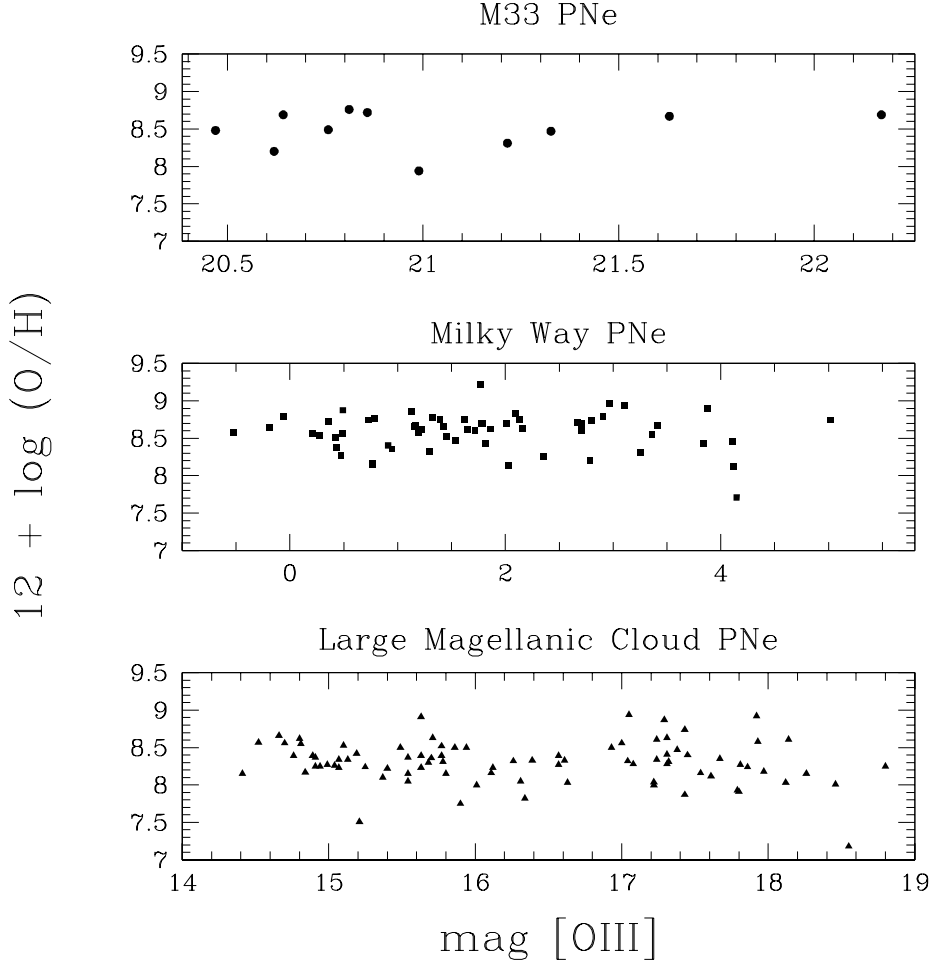 M33 PNe
9.5
9
8.5
8
7.5
7
20.5 21 21.5 22
Milky Way PNe
9.5
9
8.5
8
7.5
7
0 2 4
12 + log (O/H)
Large Magellanic Cloud PNe
9.5
9
8.5
8
7.5
7
14 15 16 17 18 19
mag [OIII]